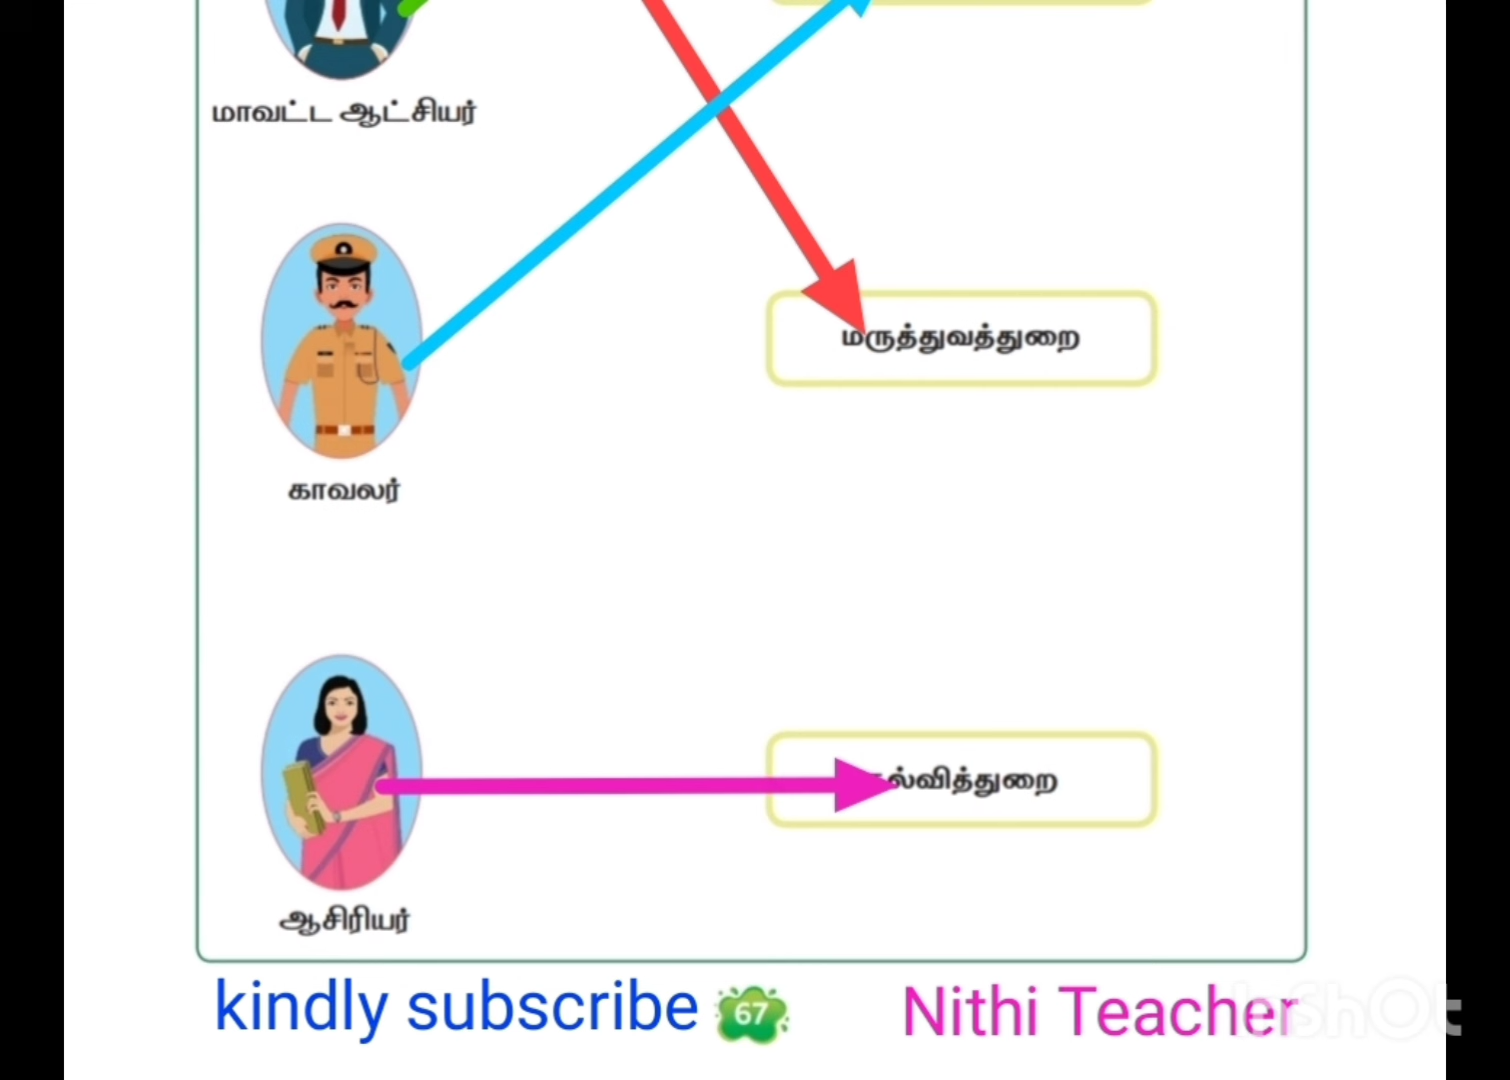 மாவட்ட ஆட்சியர்
மருத்துவத்துறை
காவலர்
ஆசிரியர்
kindly subscribe 67 Nithi Teacher